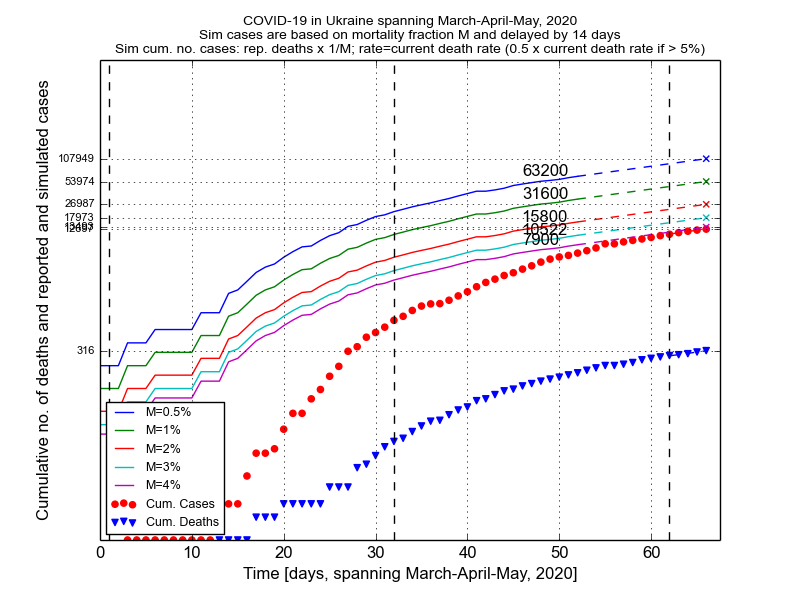 COVID-19 in Ukraine spanning March-April-May, 2020
Sim cases are based on mortality fraction M and delayed by 14 days
Sim cum. no. cases: rep. deaths x 1/M; rate=current death rate (0.5 x current death rate if > 5%)
Cumulative no. of deaths and reported and simulated cases
107949
53974
26987
17973
316
63200
31600
15800
10522
7900
M=0.5%
M=1%
M=2%
M=3%
M=4%
Cum. Cases
Cum. Deaths
0 10 20 30 40 50 60
Time [days, spanning March-April-May, 2020]